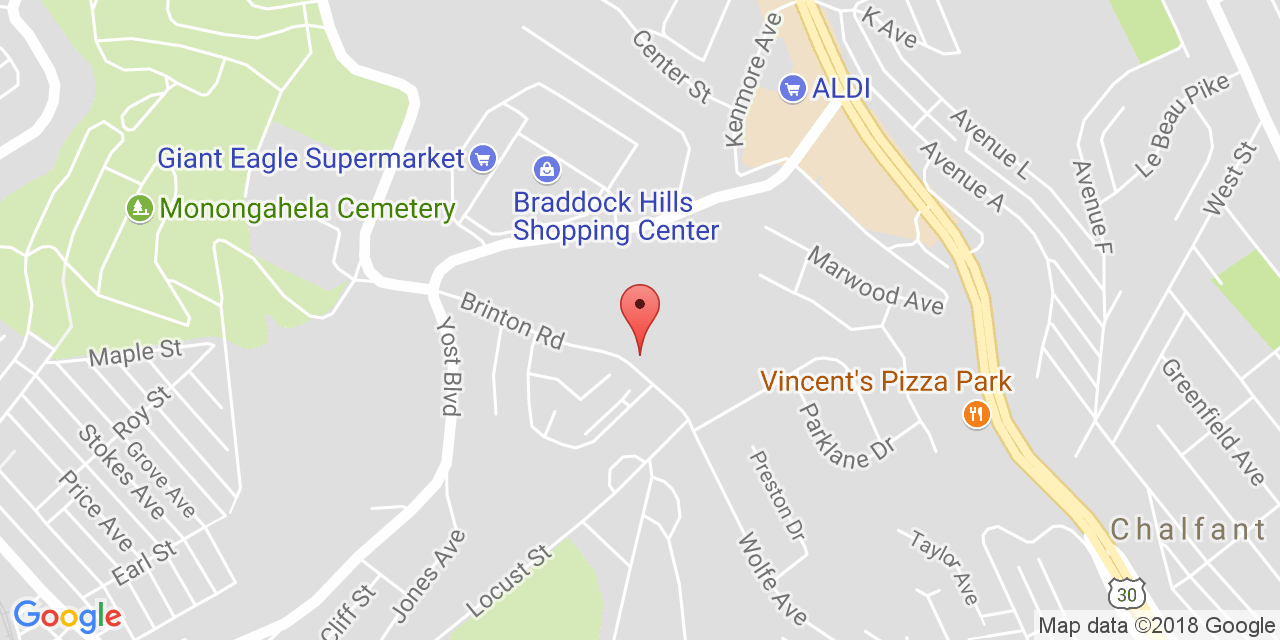 K Ave
Center St
Kenmore Ave
ALDI
Le Beau Pike
Avenue L
Avenue A
West St
Giant Eagle Supermarket
Monongahela Cemetery
Braddock Hills
Shopping Center
Avenue F
Marwood Ave
Brinton Rd
Maple St
Yost Blvd
Vincent's Pizza Park
Greenfield Ave
Roy St
Grove Ave
Stokes Ave
Price Ave
Earl St
Parklane Dr
Preston Dr
Chalfant
Taylor Ave
Wolfe Ave
Locust St
Jones Ave
Cliff St
30
Google
Map data ©2018 Google